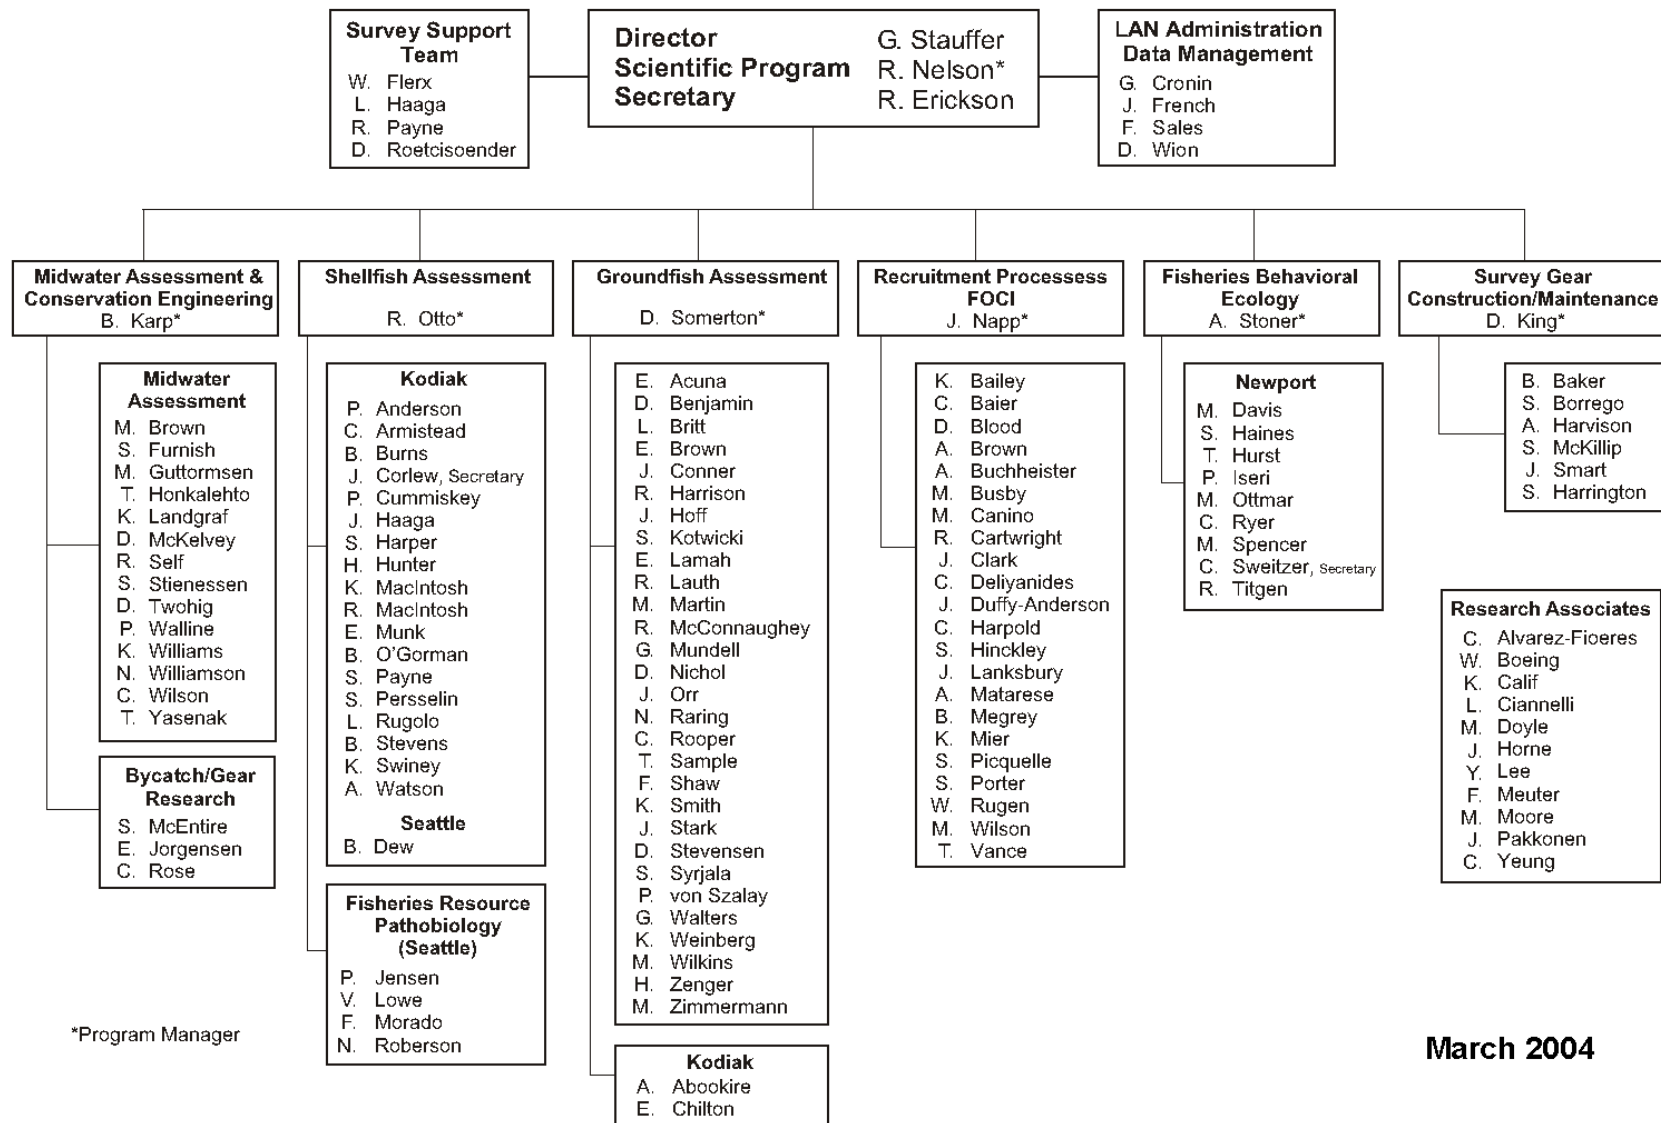 Survey Support
Team
W. Flerx
L. Haaga
R. Payne
D. Roetcisoender
Director G. Stauffer
Scientific Program R. Nelson*
Secretary R. Erickson
LAN Administration
Data Management
G. Cronin
J. French
F. Sales
D. Wion
Midwater Assessment &
Conservation Engineering
B. Karp*
Midwater
Assessment
M. Brown
S. Furnish
M. Guttormsen
T. Honkalehto
K. Landgraf
D. McKelvey
R. Self
S. Stienessen
D. Twohig
P. Walline
K. Williams
N. Williamson
C. Wilson
T. Yasenak
Bycatch/Gear
Research
S. McEntire
E. Jorgensen
C. Rose
Shellfish Assessment
R. Otto*
Kodiak
P. Anderson
C. Armistead
B. Burns
J. Corlew, Secretary
P. Cummiskey
J. Haaga
S. Harper
H. Hunter
K. MacIntosh
R. MacIntosh
E. Munk
B. O'Gorman
S. Payne
S. Persselin
L. Rugolo
B. Stevens
K. Swiney
A. Watson
Seattle
B. Dew
Fisheries Resource
Pathobiology
(Seattle)
P. Jensen
V. Lowe
F. Morado
N. Roberson
Groundfish Assessment
D. Somerton*
E. Acuna
D. Benjamin
L. Britt
E. Brown
J. Conner
R. Harrison
J. Hoff
S. Kotwicki
E. Lamah
R. Lauth
M. Martin
R. McConnaughey
G. Mundell
D. Nichol
J. Orr
N. Raring
C. Rooper
T. Sample
F. Shaw
K. Smith
J. Stark
D. Stevensen
S. Syrjala
P. von Szalay
G. Walters
K. Weinberg
M. Wilkins
H. Zenger
M. Zimmermann
Kodiak
A. Abookire
E. Chilton
Recruitment Processess
FOCI
J. Napp*
K. Bailey
C. Baier
D. Blood
A. Brown
A. Buchheister
M. Busby
M. Canino
R. Cartwright
J. Clark
C. Deliyanides
J. Duffy-Anderson
C. Harpold
S. Hinckley
J. Lanksbury
A. Matarese
B. Megrey
K. Mier
S. Picquelle
S. Porter
W. Rugen
M. Wilson
T. Vance
Fisheries Behavioral
Ecology
A. Stoner*
Newport
M. Davis
S. Haines
T. Hurst
P. Iseri
M. Ottmar
C. Ryer
M. Spencer
C. Sweitzer, Secretary
R. Titgen
Survey Gear
Construction/Maintenance
D. King*
B. Baker
S. Borrego
A. Harvison
S. McKillip
J. Smart
S. Harrington
Research Associates
C. Alvarez-Fioeres
W. Boeing
K. Calif
L. Ciannelli
M. Doyle
J. Horne
Y. Lee
F. Meuter
M. Moore
J. Pakkonen
C. Yeung
*Program Manager
March 2004